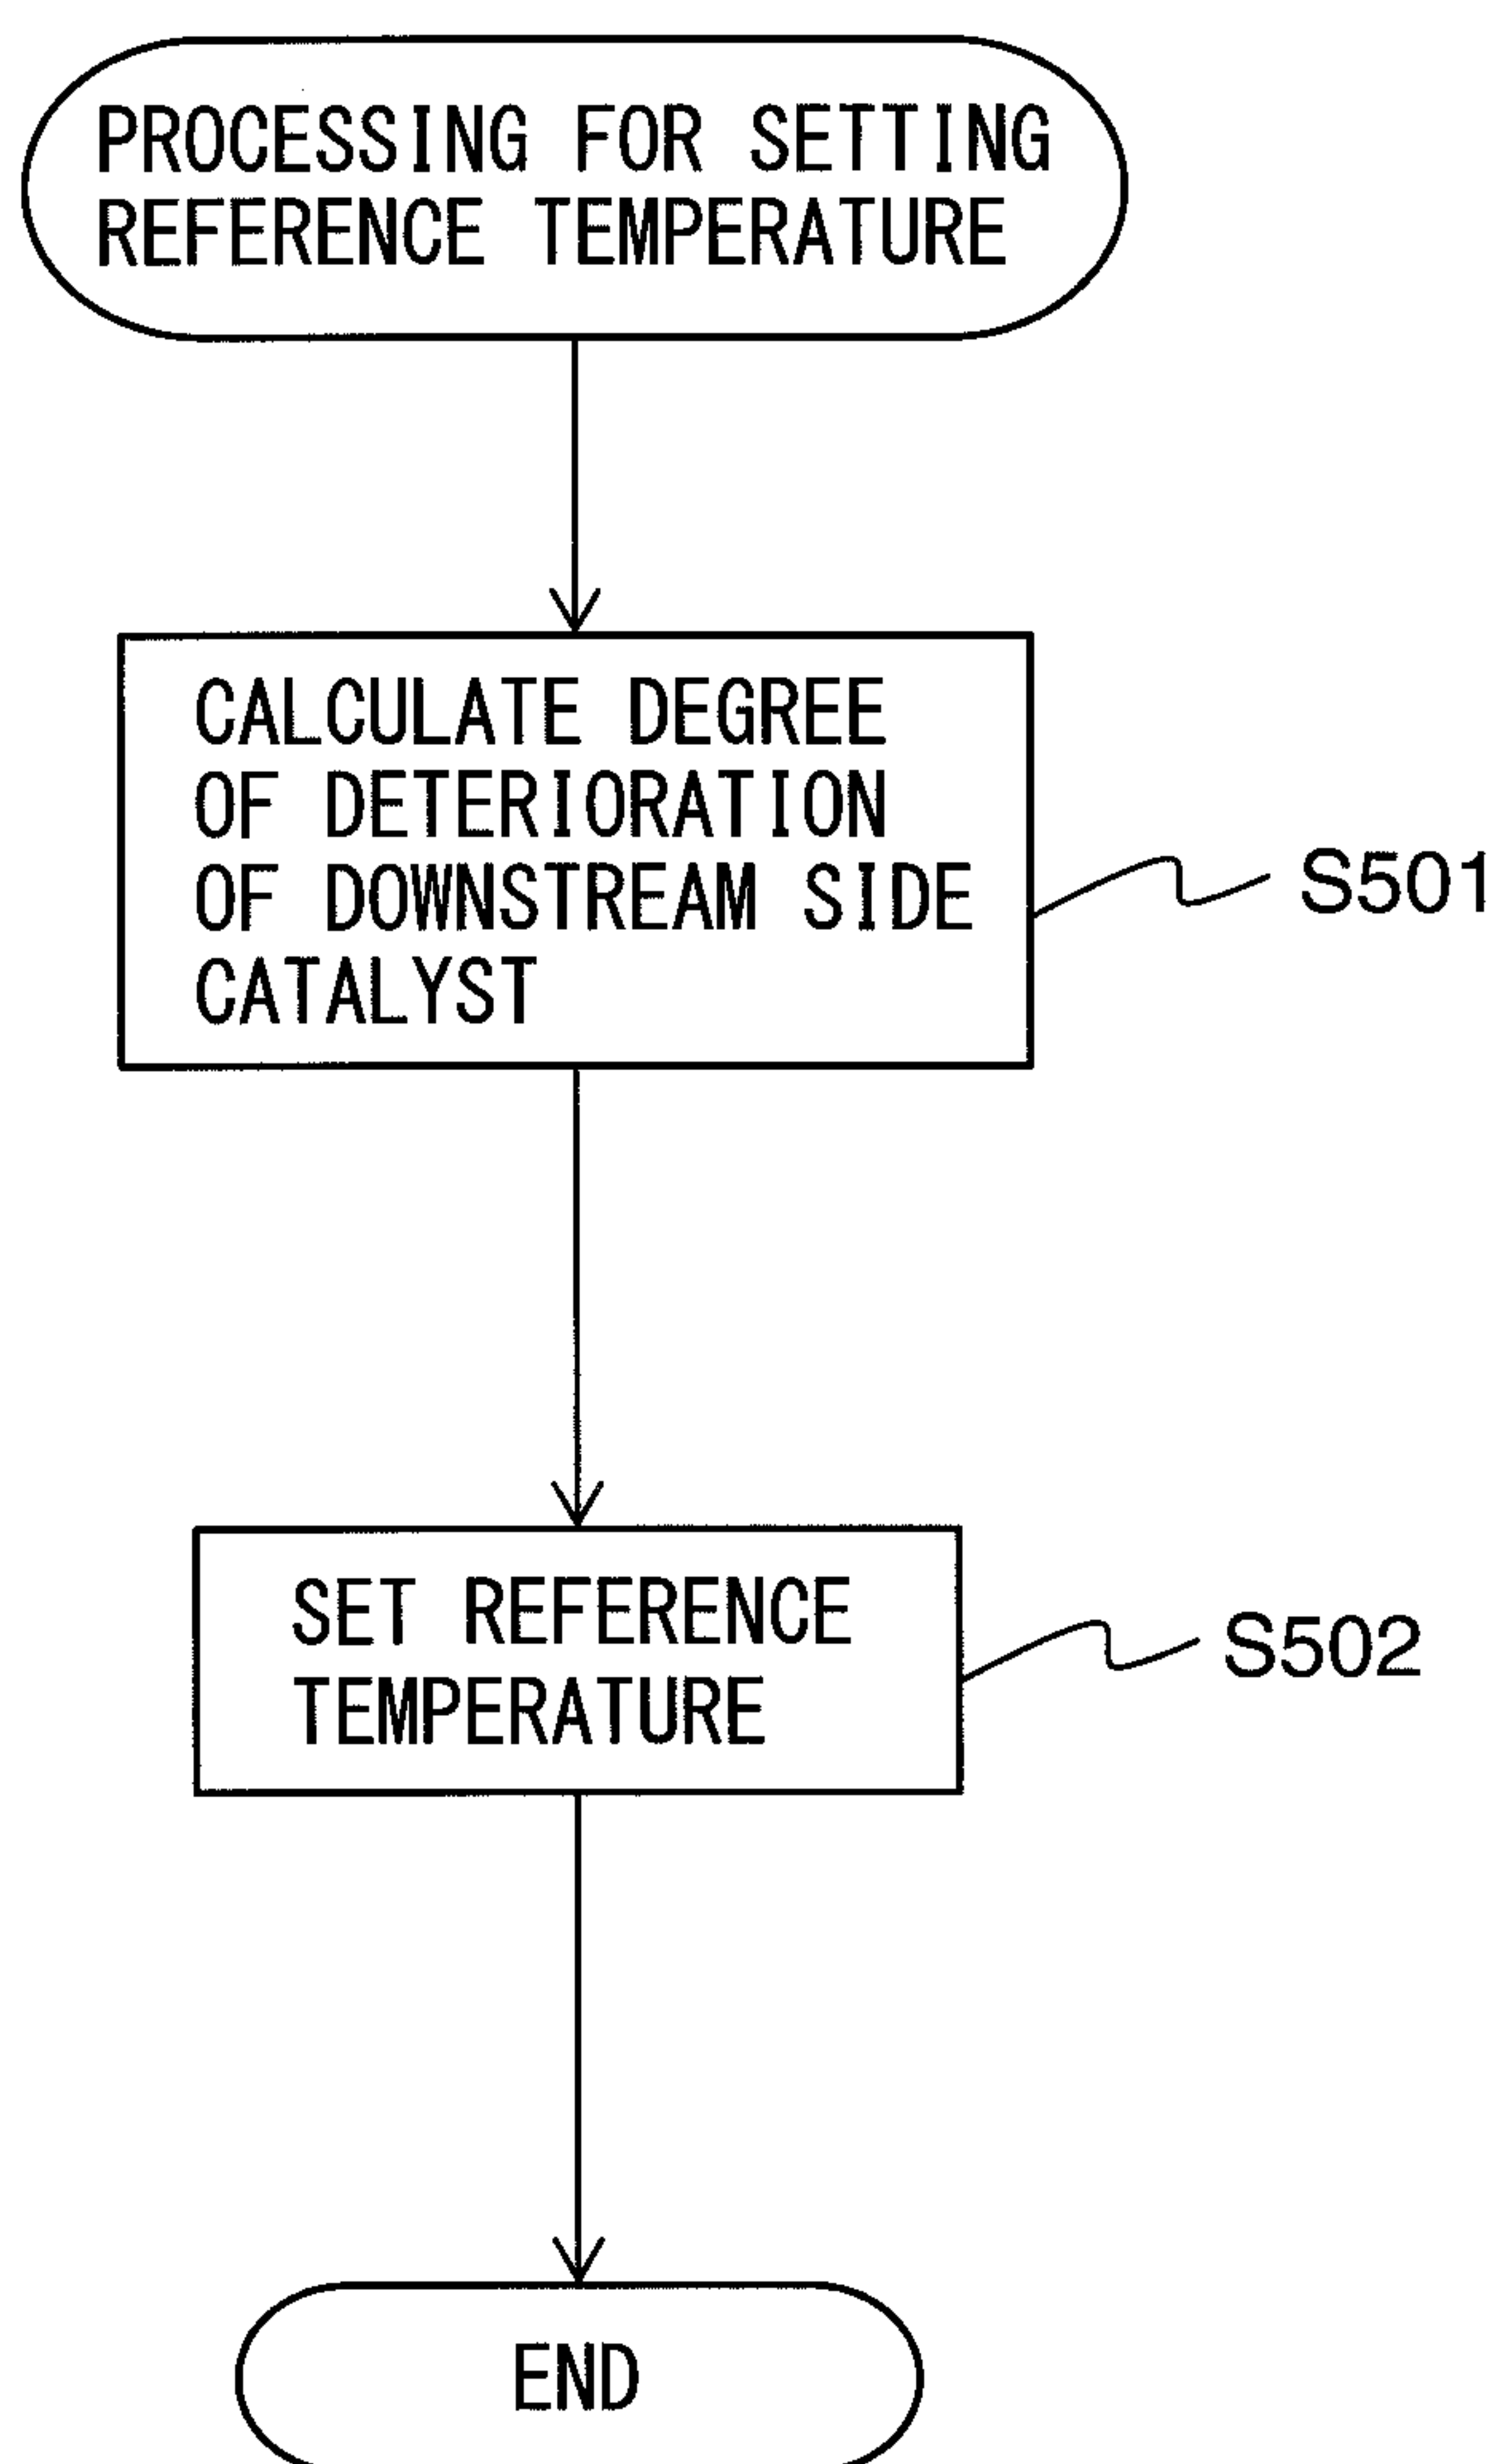 PROCESSING FOR SETTING
REFERENCE TEMPERATURE
CALCULATE DEGREE
OF DETERIORATION
OF DOWNSTREAM SIDE
CATALYST
S501
SET REFERENCE
TEMPERATURE
S502
END